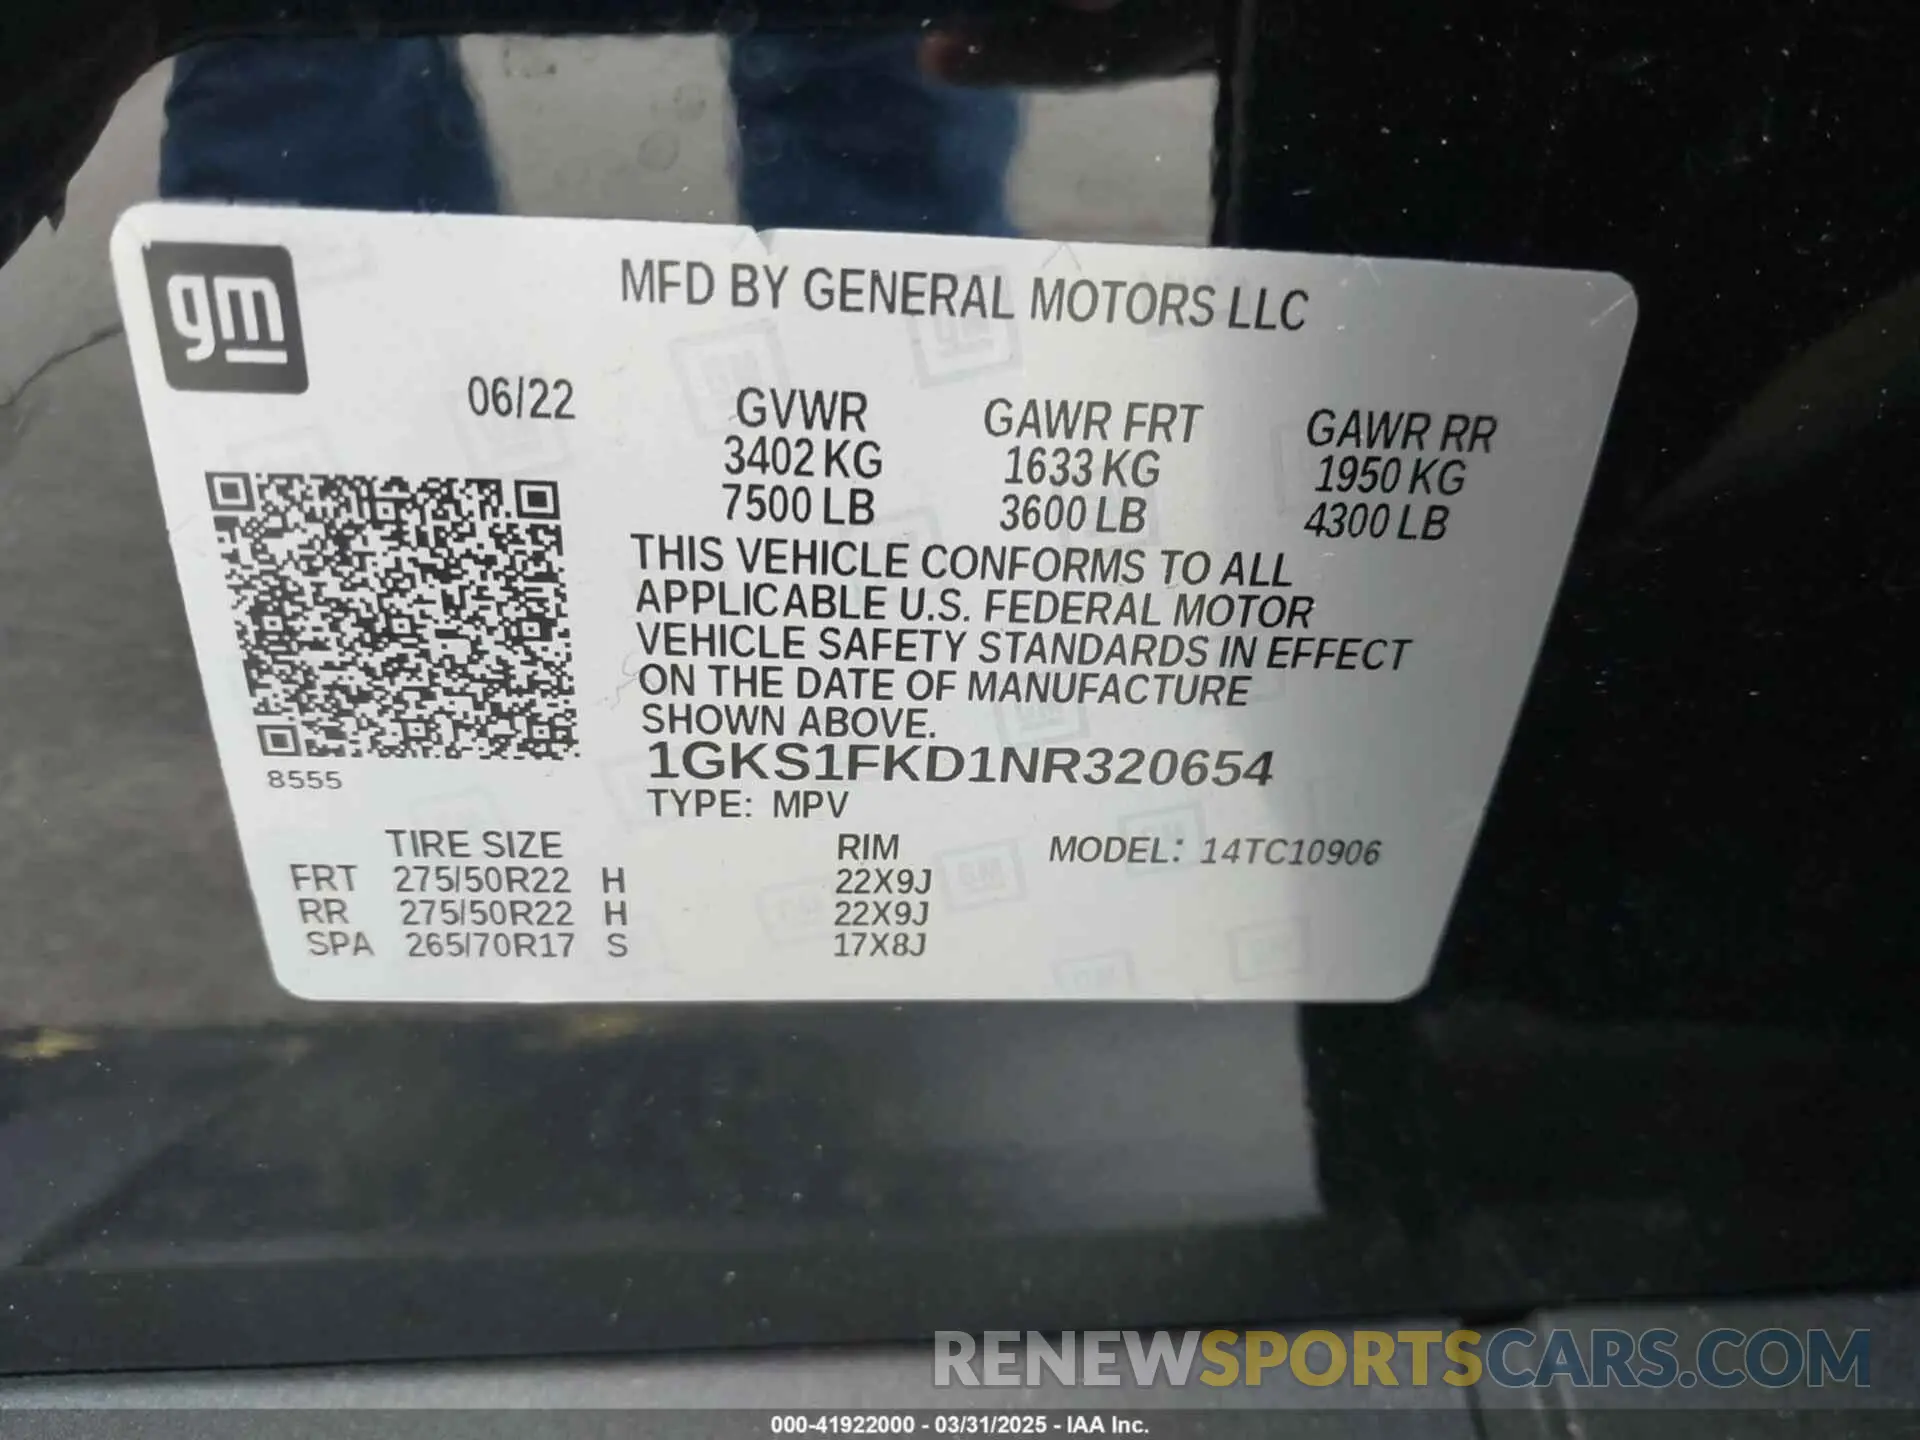 gm
MFD BY GENERAL MOTORS LLC
06/22
GVWR GAWR FRT GAWR RR
3402 KG 1633 KG 1950 KG
7500 LB 3600 LB 4300 LB
THIS VEHICLE CONFORMS TO ALL
APPLICABLE U.S. FEDERAL MOTOR
VEHICLE SAFETY STANDARDS IN EFFECT
ON THE DATE OF MANUFACTURE
SHOWN ABOVE.
1GKS1FKD1NR320654
8555
TYPE: MPV
TIRE SIZE RIM MODEL: 14TC10906
FRT 275/50R22 H 22X9J
RR 275/50R22 H 22X9J
SPA 265/70R17 S 17X8J
RENEWSPORTSCARS.COM
000-41922000 - 03/31/2025 - IAA Inc.